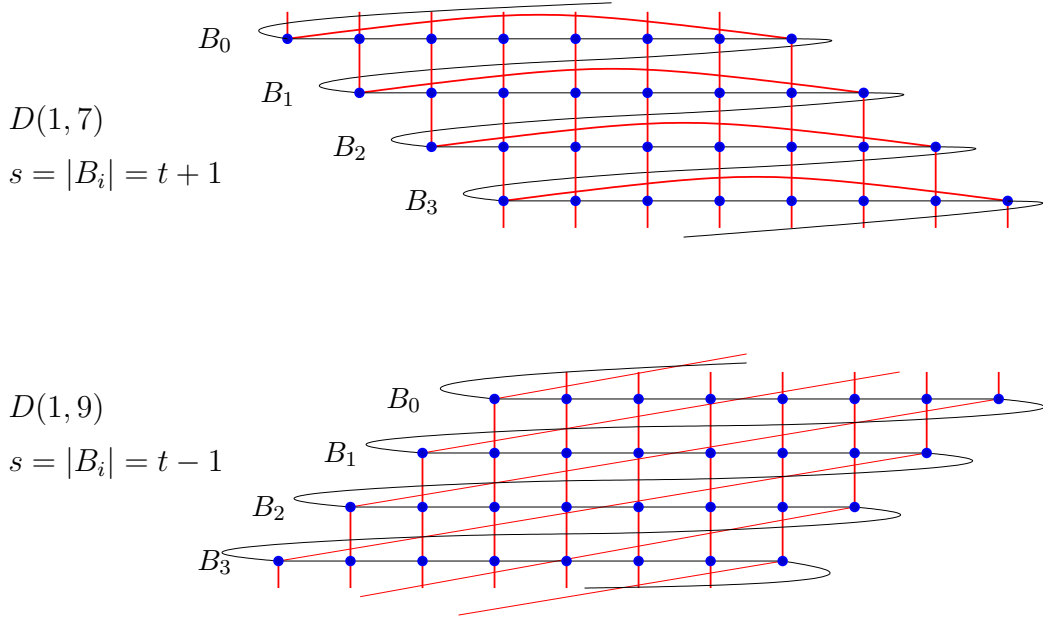 $B_0$
$B_1$
$D(1, 7)$
$B_2$
$s = |B_i| = t + 1$
$B_3$
$B_0$
$D(1, 9)$
$B_1$
$s = |B_i| = t - 1$
$B_2$
$B_3$